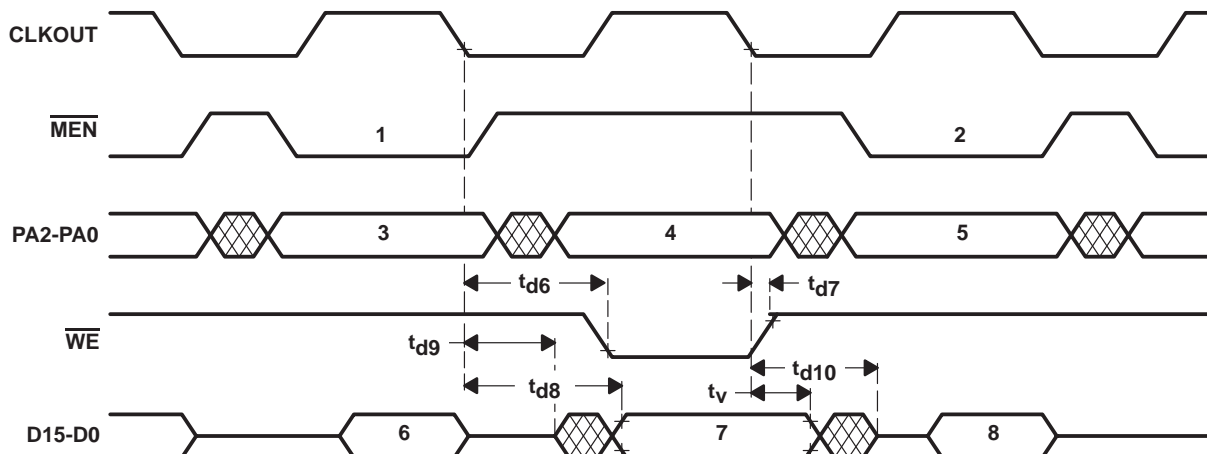 CLKOUT
MEN
1
2
PA2-PA0
3
4
5
td6
td7
WE
td9
td10
td8
tv
D15-D0
6
7
8